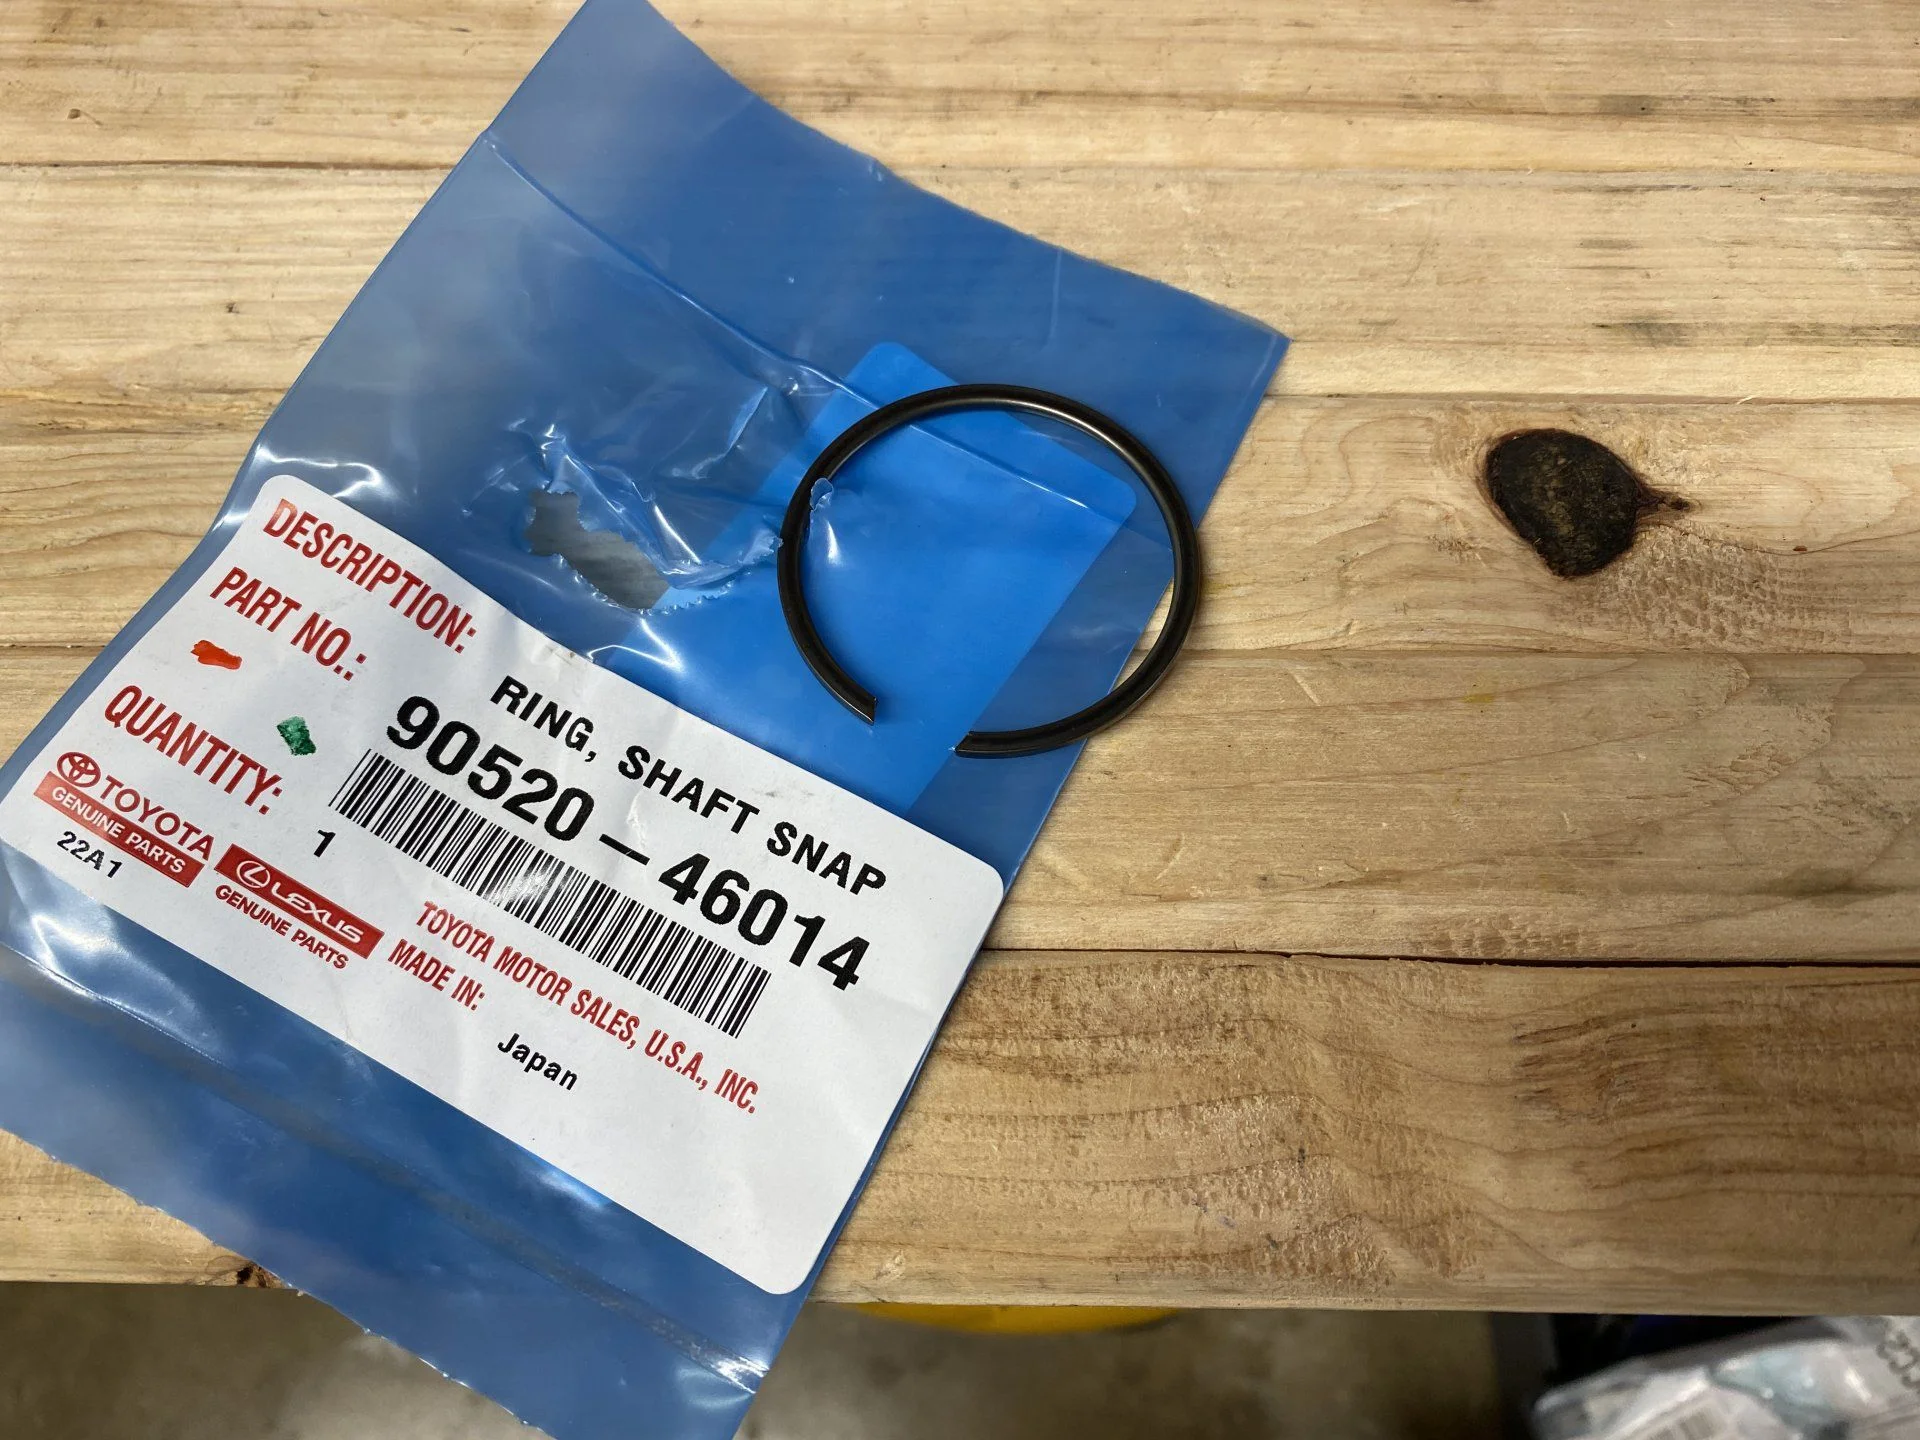 DESCRIPTION:
RING, SHAFT SNAP
PART NO.:
90520-46014
QUANTITY:
1
TOYOTA
GENUINE PARTS
22A1
LEXUS
GENUINE PARTS
TOYOTA MOTOR SALES, U.S.A., INC.
MADE IN:
Japan